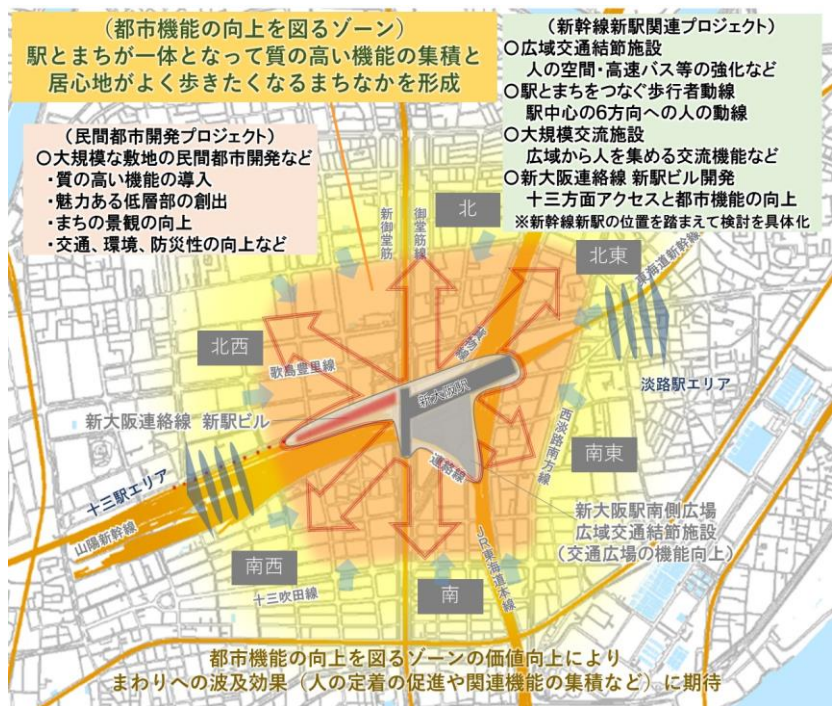 (都市機能の向上を図るゾーン)
駅とまちが一体となって質の高い機能の集積と
居心地がよく歩きたくなるまちなかを形成
(新幹線新駅関連プロジェクト)
○広域交通結節施設
人の空間・高速バス等の強化など
○駅とまちをつなぐ歩行者動線
駅中心の6方向への人の動線
○大規模交流施設
広域から人を集める交流機能など
○新大阪連絡線 新駅ビル開発
十三方面アクセスと都市機能の向上
※新幹線新駅の位置を踏まえて検討を具体化
(民間都市開発プロジェクト)
○大規模な敷地の民間都市開発など
・質の高い機能の導入
・魅力ある低層部の創出
・まちの景観の向上
・交通、環境、防災性の向上など
新御堂筋
御堂筋線
北
北東
東海道新幹線
北西
歌島豊里線
貨物線
新大阪駅
淡路駅エリア
新大阪連絡線 新駅ビル
西淡路南方線
南東
十三駅エリア
連絡線
新大阪駅南側広場
広域交通結節施設
(交通広場の機能向上)
山陽新幹線
JR東海道本線
南西
南
十三吹田線
都市機能の向上を図るゾーンの価値向上により
まわりへの波及効果(人の定着の促進や関連機能の集積など)に期待